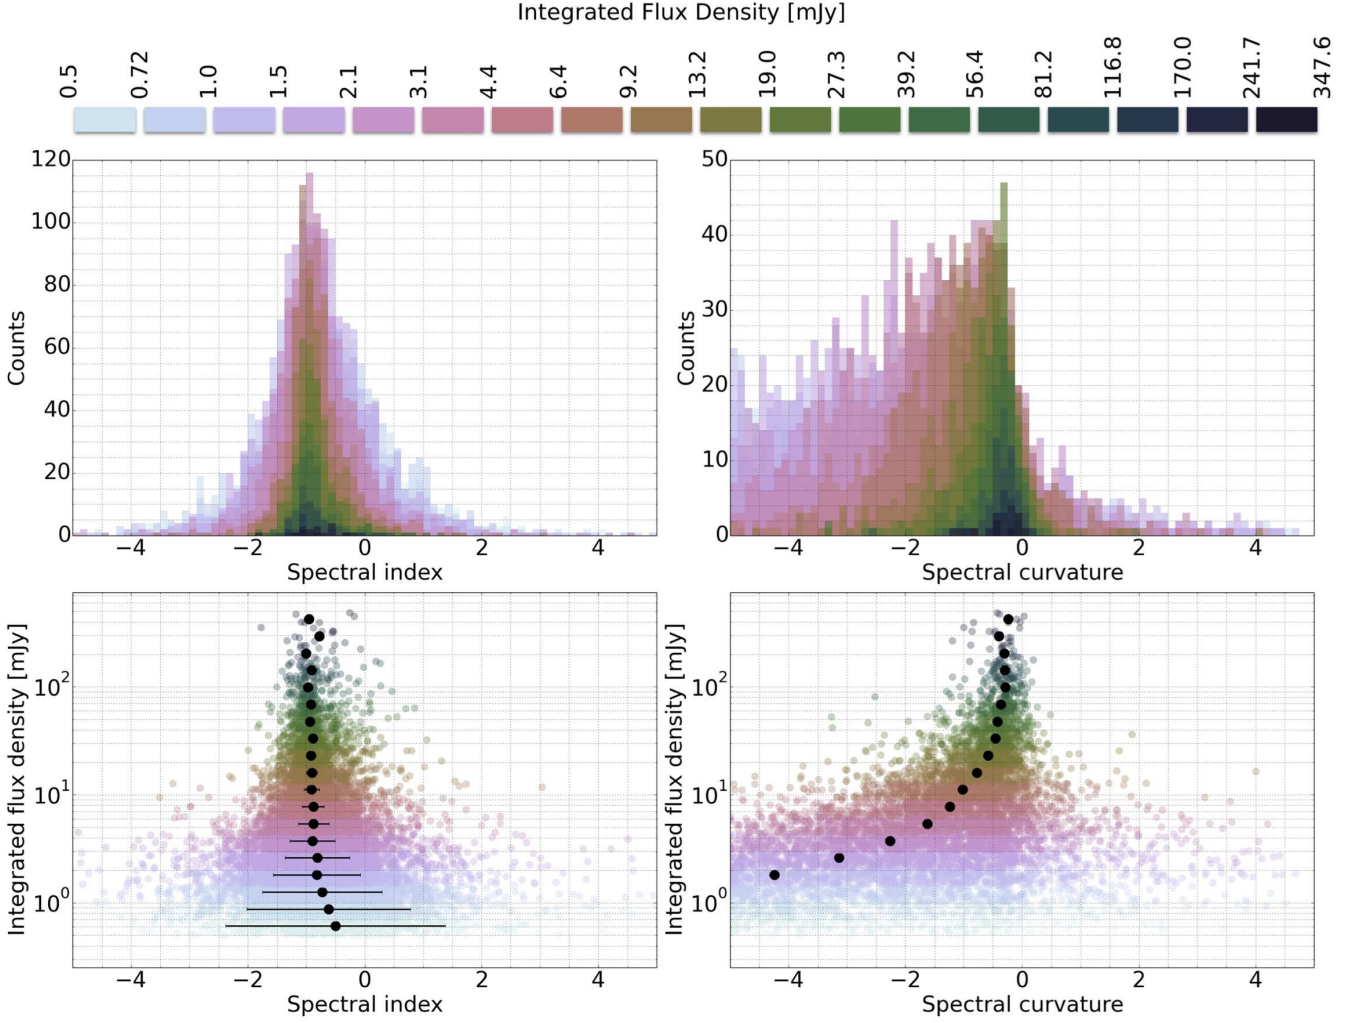 Integrated Flux Density [mJy]
0.5 0.72 1.0 1.5 2.1 3.1 4.4 6.4 9.2 13.2 19.0 27.3 39.2 56.4 81.2 116.8 170.0 241.7 347.6
120
100
80
60
40
20
0
Counts
−4 −2 0 2 4
Spectral index
50
40
30
20
10
0
Counts
−4 −2 0 2 4
Spectral curvature
10²
10¹
10⁰
Integrated flux density [mJy]
−4 −2 0 2 4
Spectral index
10²
10¹
10⁰
Integrated flux density [mJy]
−4 −2 0 2 4
Spectral curvature